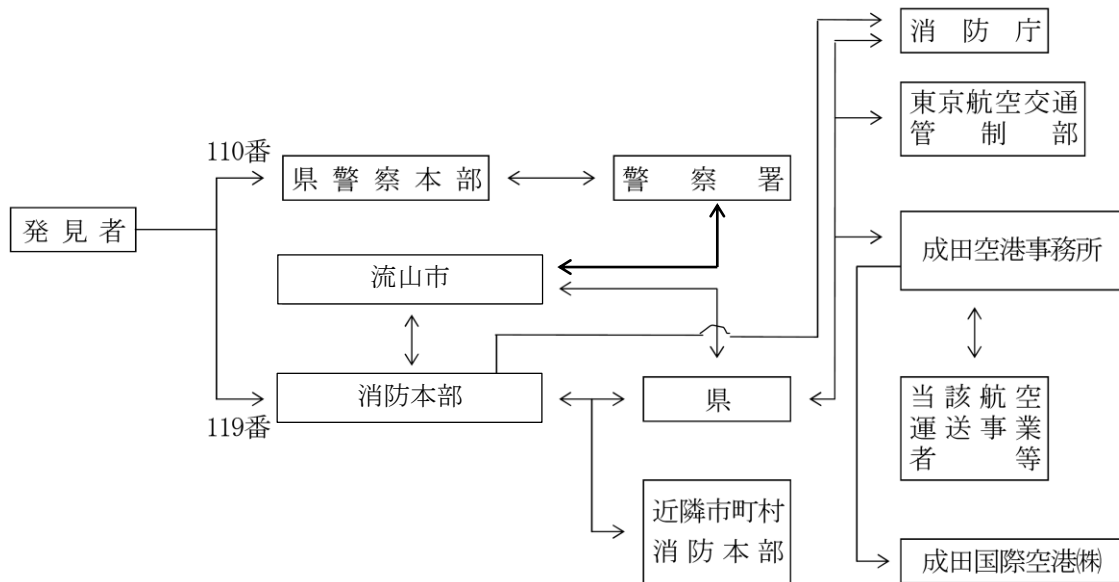 消防庁
東京航空交通
管制部
110番
県警察本部
警察署
発見者
成田空港事務所
流山市
消防本部
119番
県
当該航空
運送事業
者等
近隣市町村
消防本部
成田国際空港㈱